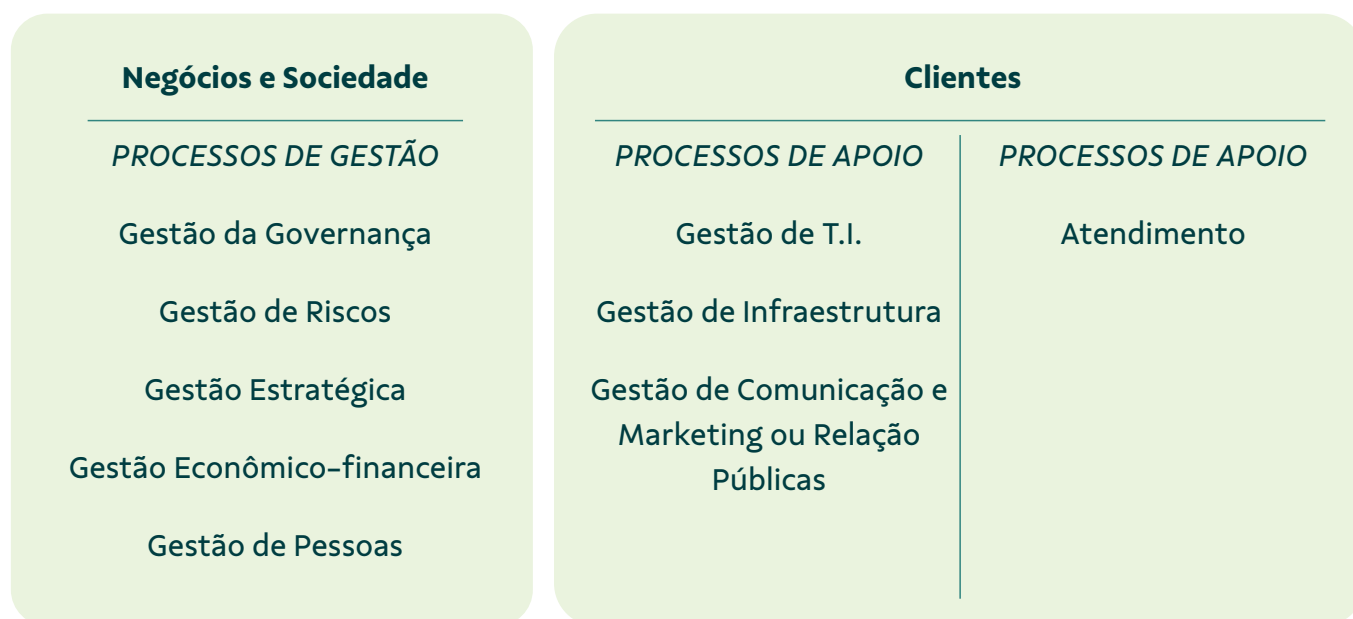 Negócios e Sociedade
PROCESSOS DE GESTÃO
Gestão da Governança
Gestão de Riscos
Gestão Estratégica
Gestão Econômico-financeira
Gestão de Pessoas
Clientes
PROCESSOS DE APOIO
Gestão de T.I.
Gestão de Infraestrutura
Gestão de Comunicação e
Marketing ou Relação
Públicas
PROCESSOS DE APOIO
Atendimento